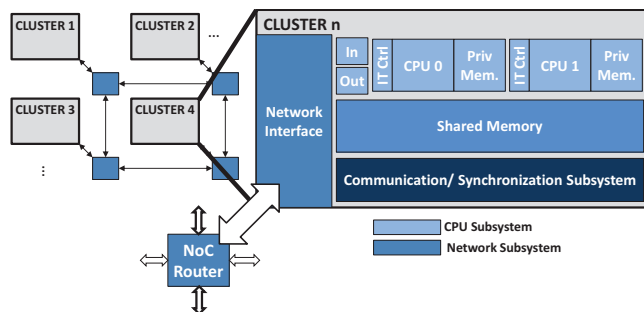 CLUSTER 1
CLUSTER 2
...
CLUSTER 3
CLUSTER 4
...
CLUSTER n
Network
Interface
In
Out
IT Ctrl
CPU 0
Priv
Mem.
IT Ctrl
CPU 1
Priv
Mem.
Shared Memory
Communication/ Synchronization Subsystem
NoC
Router
CPU Subsystem
Network Subsystem